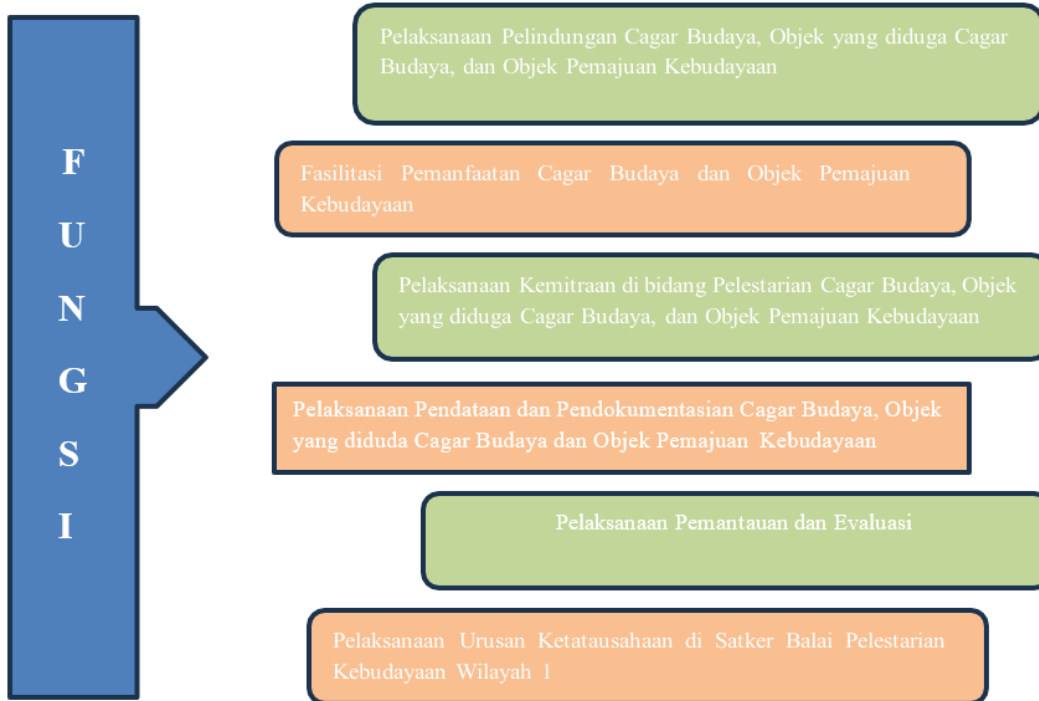 F
U
N
G
S
I
Pelaksanaan Pelindungan Cagar Budaya, Objek yang diduga Cagar
Budaya, dan Objek Pemajuan Kebudayaan
Fasilitasi Pemanfaatan Cagar Budaya dan Objek Pemajuan
Kebudayaan
Pelaksanaan Kemitraan di bidang Pelestarian Cagar Budaya, Objek
yang diduga Cagar Budaya, dan Objek Pemajuan Kebudayaan
Pelaksanaan Pendataan dan Pendokumentasian Cagar Budaya, Objek
yang diduda Cagar Budaya dan Objek Pemajuan Kebudayaan
Pelaksanaan Pemantauan dan Evaluasi
Pelaksanaan Urusan Ketatausahaan di Satker Balai Pelestarian
Kebudayaan Wilayah 1